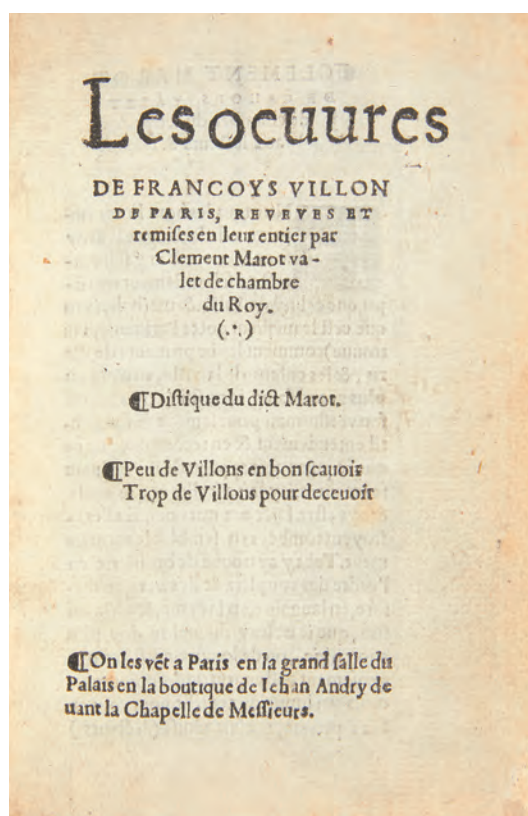 Les oeuures
DE FRANCOYS VILLON
DE PARIS, REVEVES ET
remiſes en leur entier par
Clement Marot va-
let de chambre
du Roy.
(.·.)
❡Diſtique du dict Marot.
❡Peu de Villons en bon ſcauoir
Trop de Villons pour deceuoir
❡On les vēt a Paris en la grand ſalle du
Palais en la boutique de Iehan Andry de
uant la Chapelle de Meſſieurs.